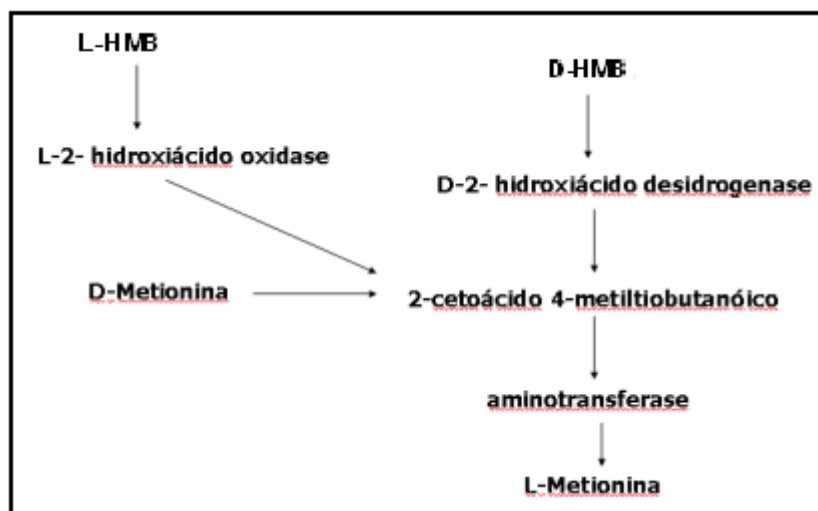 L-HMB
D-HMB
L-2- hidroxiácido oxidase
D-2- hidroxiácido desidrogenase
D-Metionina
2-cetoácido 4-metiltiobutanóico
aminotransferase
L-Metionina